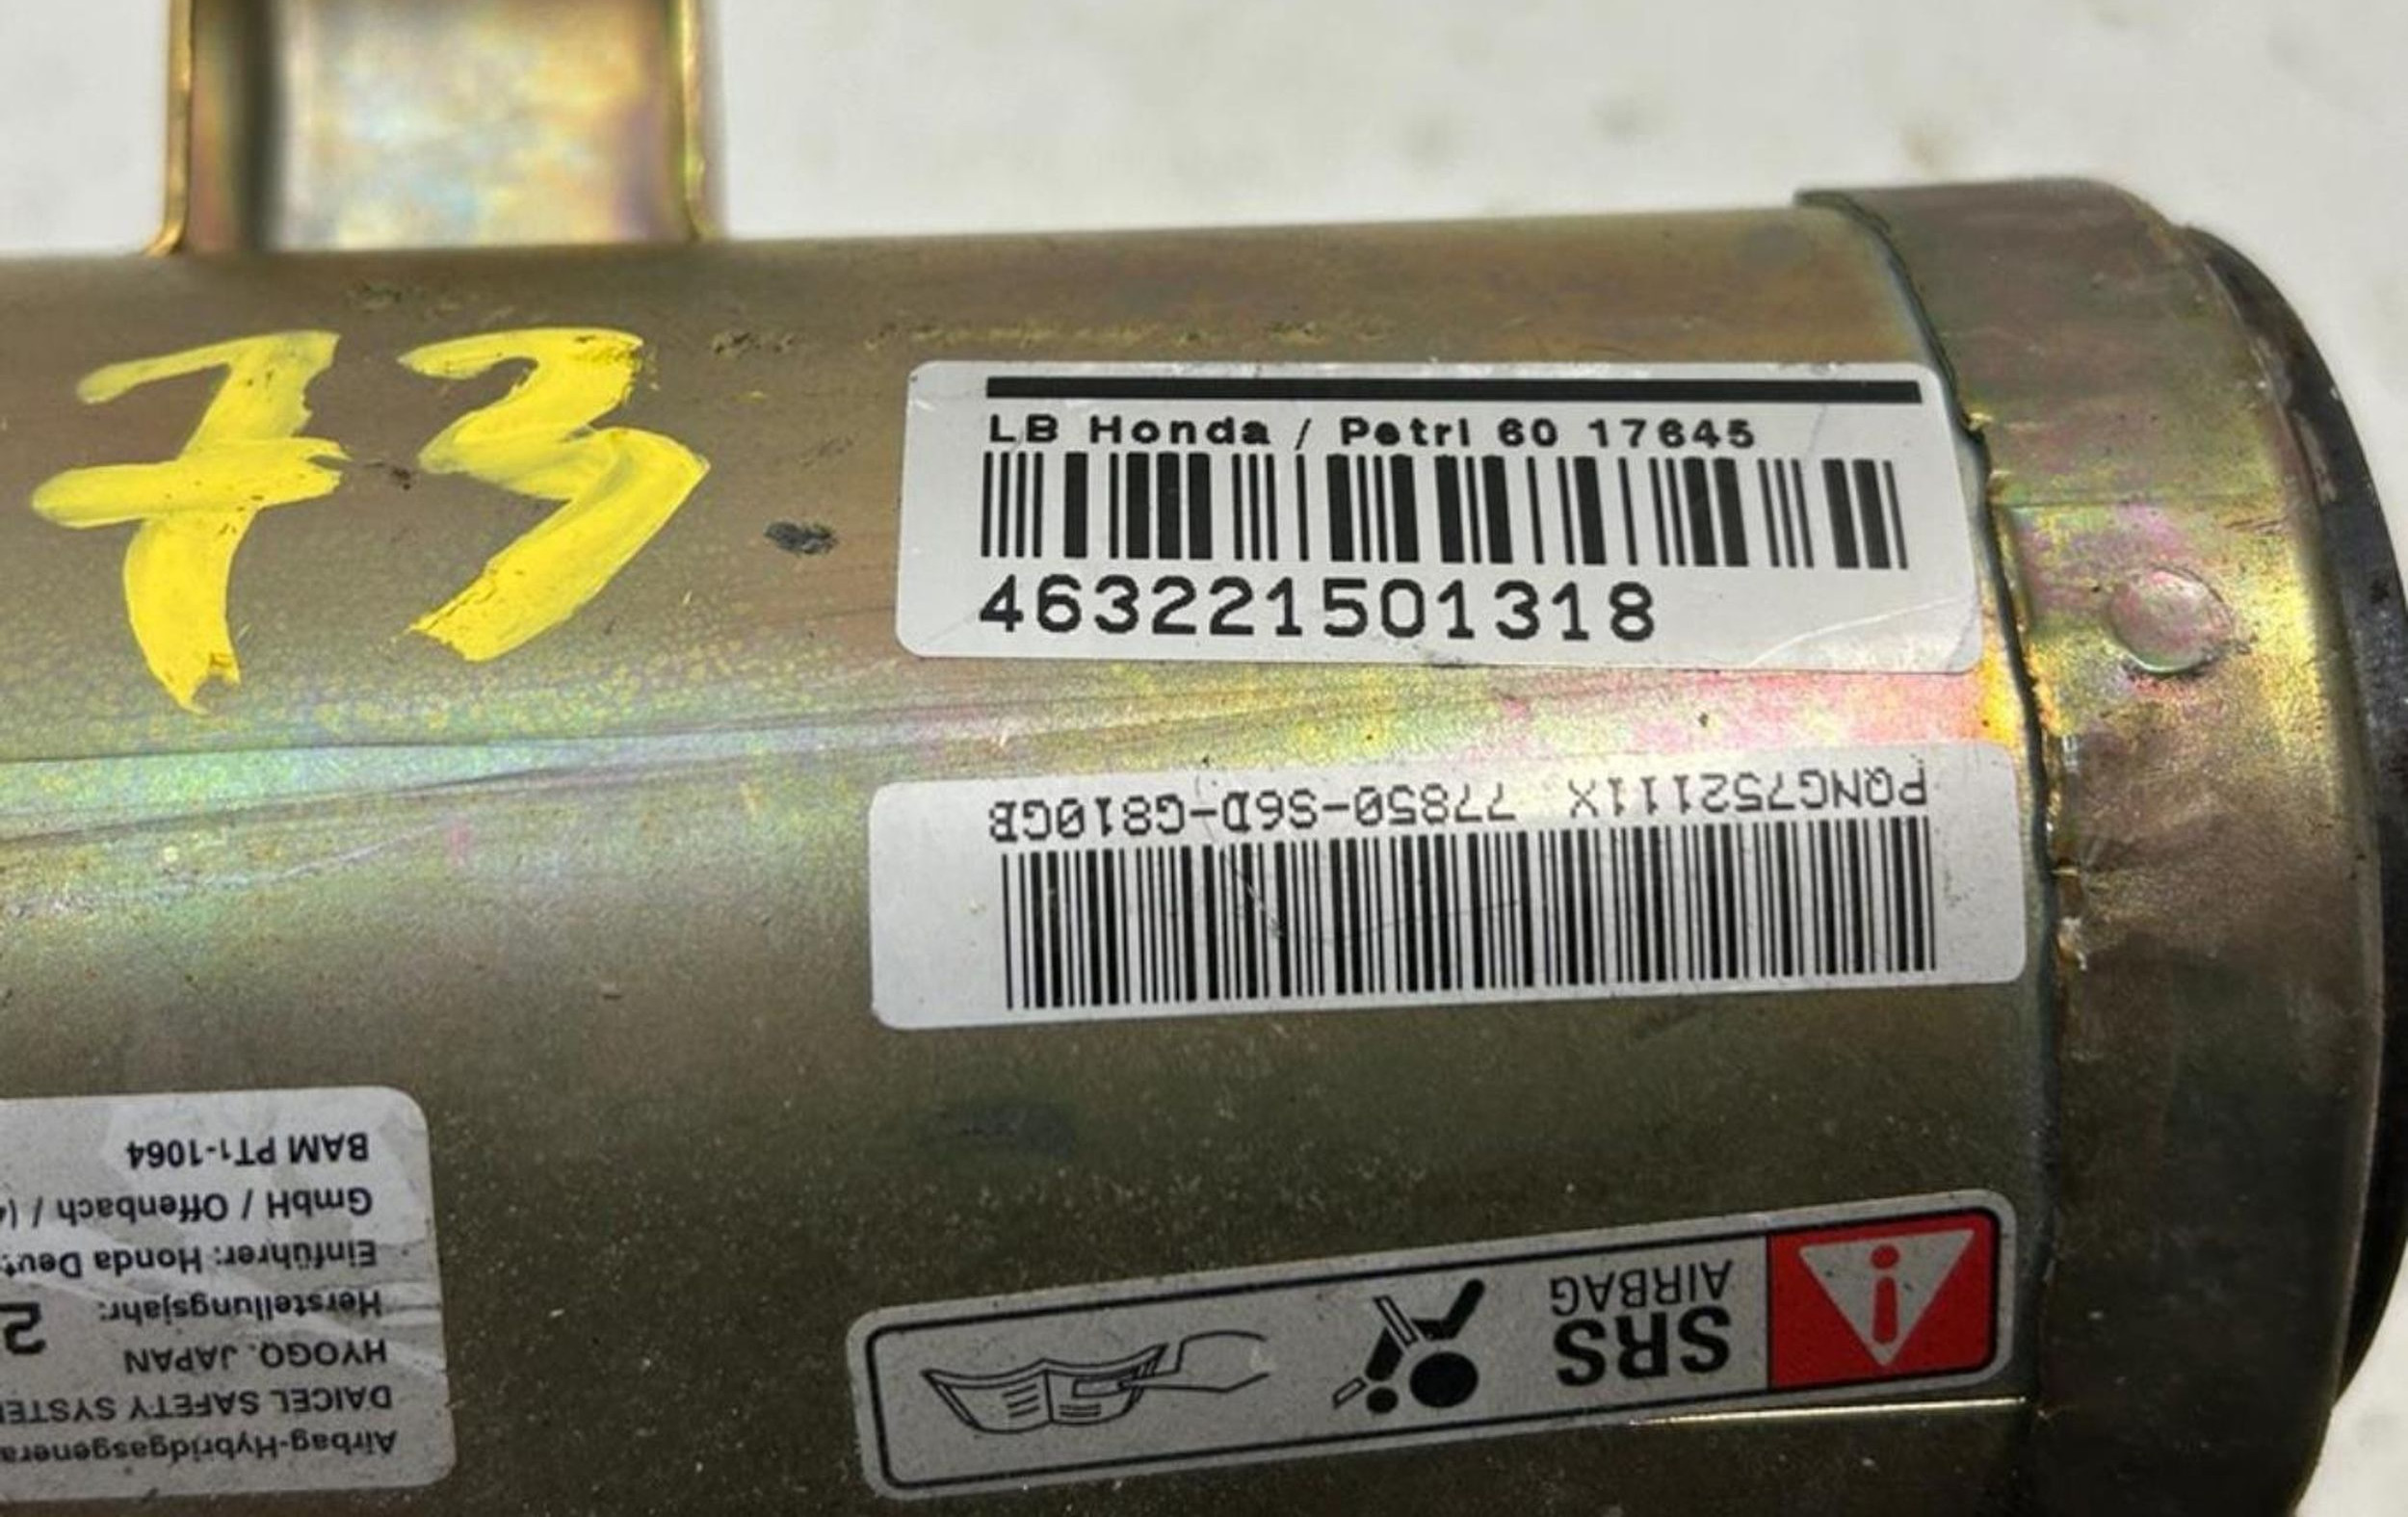 73
LB Honda / Petri 60 17645
463221501318
PQNG752111X 77850-S6D-G810GB
SRS
AIRBAG
Airbag-Hybridgasgenera
DAICEL SAFETY SYSTE
HYOGO. JAPAN
Herstellungsjahr: 2
Einführer: Honda Deut
GmbH / Offenbach / (
BAM PT1-1064